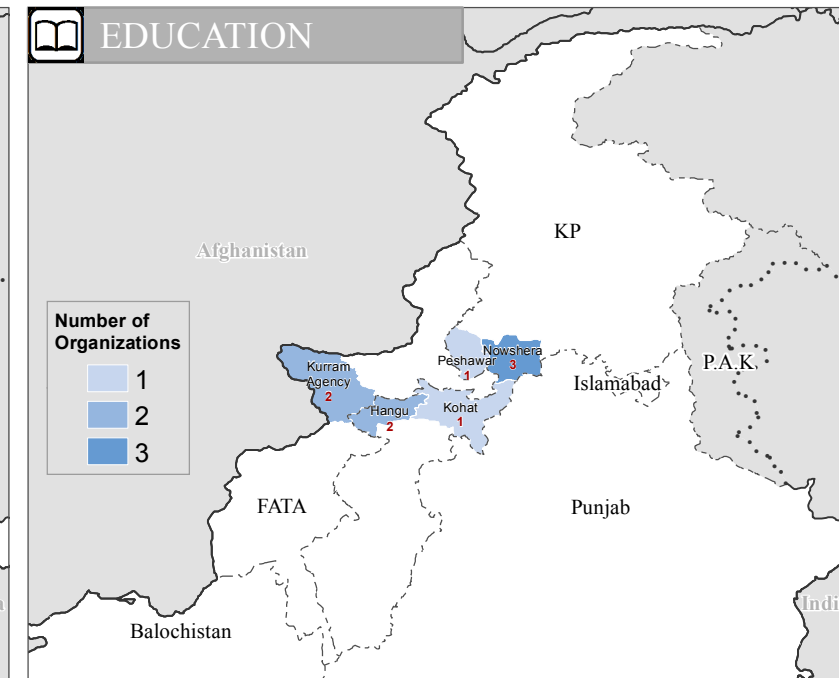 EDUCATION
Afghanistan
KP
Number of
Organizations
1
2
3
Kurram
Agency
2
Hangu
2
Peshawar
1
Nowshera
3
Kohat
1
Islamabad
P.A.K
FATA
Punjab
Balochistan
Indi
a